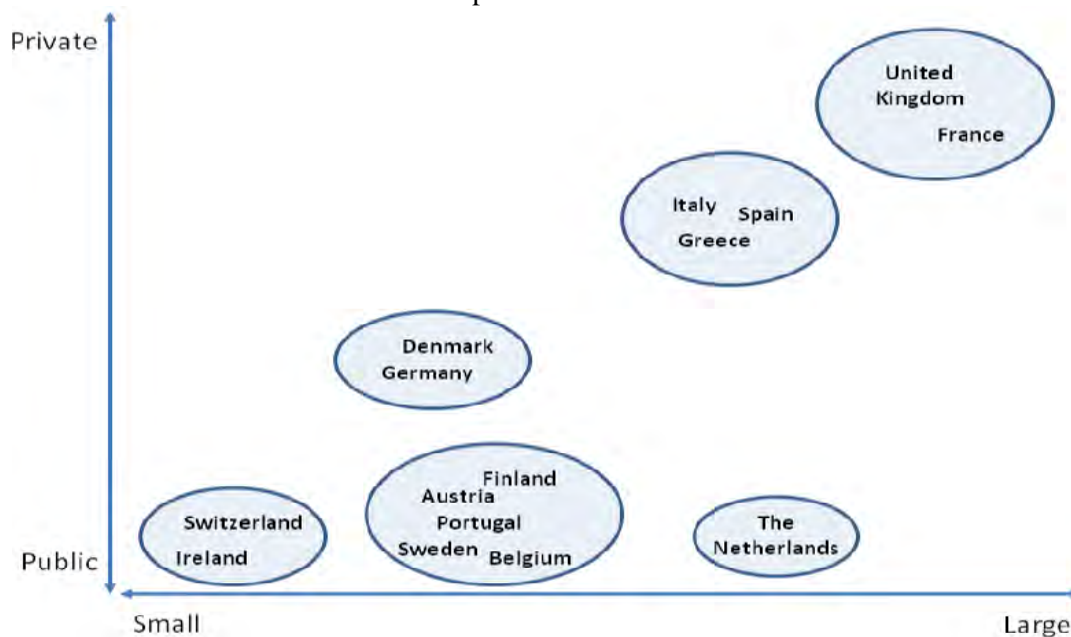 Private
United
Kingdom
France
Italy
Spain
Greece
Denmark
Germany
Finland
Austria
Portugal
Sweden
Belgium
Switzerland
Ireland
The
Netherlands
Public
Small
Large